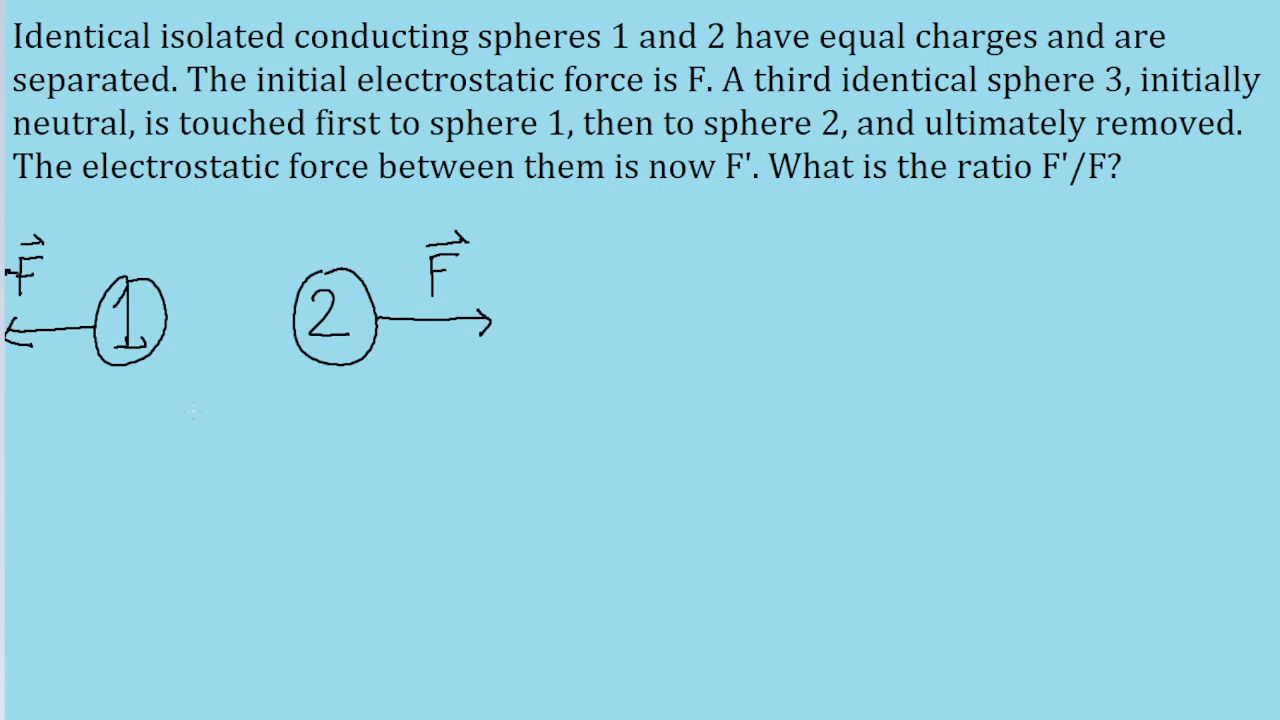 Identical isolated conducting spheres 1 and 2 have equal charges and are
separated. The initial electrostatic force is F. A third identical sphere 3, initially
neutral, is touched first to sphere 1, then to sphere 2, and ultimately removed.
The electrostatic force between them is now F'. What is the ratio F'/F?
-F⃗ F⃗
1 2